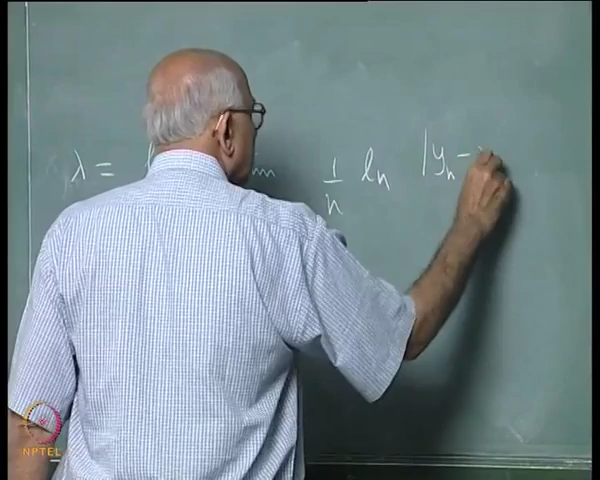 λ = l m 1/n ln |yn -
NPTEL